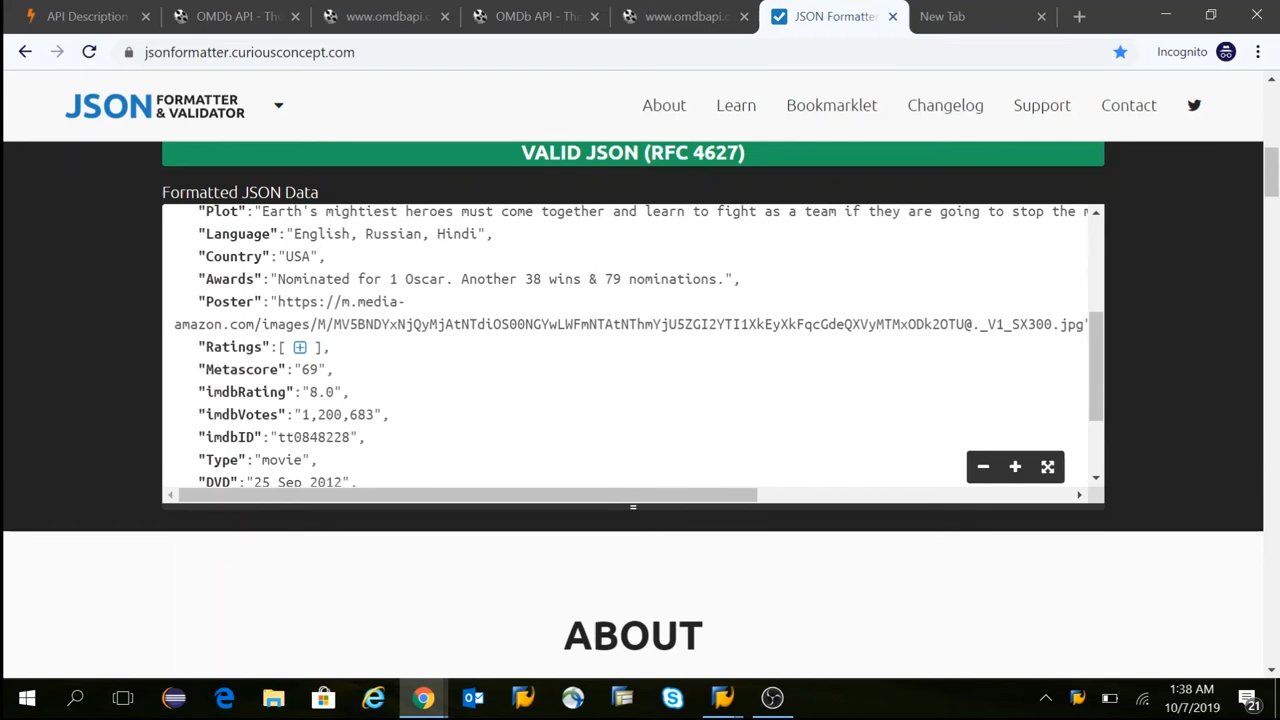 API Description
OMDb API - The
www.omdbapi.c
OMDb API - The
www.omdbapi.c
JSON Formatter
New Tab
jsonformatter.curiousconcept.com
Incognito
JSON FORMATTER & VALIDATOR
About
Learn
Bookmarklet
Changelog
Support
Contact
VALID JSON (RFC 4627)
Formatted JSON Data
"Plot":"Earth's mightiest heroes must come together and learn to fight as a team if they are going to stop the
"Language":"English, Russian, Hindi",
"Country":"USA",
"Awards":"Nominated for 1 Oscar. Another 38 wins & 79 nominations.",
"Poster":"https://m.media-
amazon.com/images/M/MV5BNDYxNjQyMjAtNTdiOS00NGYwLWFmNTAtNThmYjU5ZGI2YTI1XkEyXkFqcGdeQXVyMTMxODk2OTU@._V1_SX300.jpg"
"Ratings":[ ],
"Metascore":"69",
"imdbRating":"8.0",
"imdbVotes":"1,200,683",
"imdbID":"tt0848228",
"Type":"movie",
"DVD":"25 Sep 2012",
ABOUT
1:38 AM
10/7/2019
21